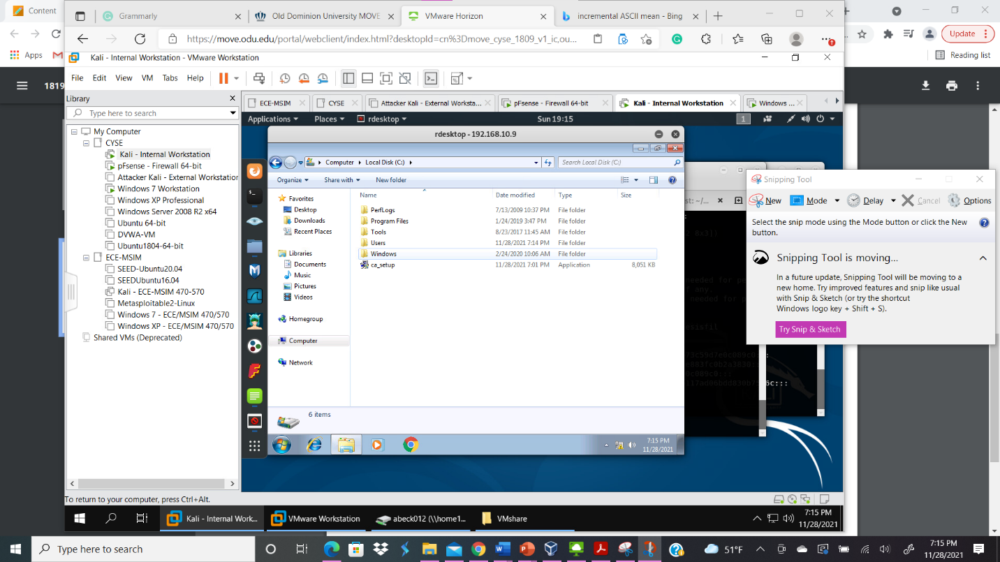 Content
Grammarly
Old Dominion University MOVE
VMware Horizon
incremental ASCII mean - Bing
https://move.odu.edu/portal/webclient/index.html?desktopId=cn%3Dmove_cyse_1809_v1_ic,ou...
Update
Apps
Reading list
1819
Kali - Internal Workstation - VMware Workstation
File Edit View VM Tabs Help
Library
Type here to search
My Computer
CYSE
Kali - Internal Workstation
pFsense - Firewall 64-bit
Attacker Kali - External Workstation
Windows 7 Workstation
Windows XP Professional
Windows Server 2008 R2 x64
Ubuntu 64-bit
DVWA-VM
Ubuntu1804-64-bit
ECE-MSIM
SEED-Ubuntu20.04
SEEDUbuntu16.04
Kali - ECE-MSIM 470-570
Metasploitable2-Linux
Windows 7 - ECE/MSIM 470/570
Windows XP - ECE/MSIM 470/570
Shared VMs (Deprecated)
ECE-MSIM
CYSE
Attacker Kali - External Worksta...
pFsense - Firewall 64-bit
Kali - Internal Workstation
Windows ...
Applications Places rdesktop Sun 19:15 1
rdesktop - 192.168.10.9
Computer Local Disk (C:)
Search Local Disk (C:)
Organize Share with New folder
Favorites
Desktop
Downloads
Recent Places
Libraries
Documents
Music
Pictures
Videos
Homegroup
Computer
Network
Name Date modified Type Size
PerfLogs 7/13/2009 10:37 PM File folder
Program Files 1/24/2019 3:47 PM File folder
Tools 8/23/2017 11:45 AM File folder
Users 11/28/2021 7:14 PM File folder
Windows 2/24/2020 10:06 AM File folder
ca_setup 11/28/2021 7:01 PM Application 8,051 KB
6 items
7:15 PM
11/28/2021
st: ~/...
needed for pe
f any.
needed for p
esisfil
Snipping Tool
New Mode Delay Cancel Options
Select the snip mode using the Mode button or click the New
button.
Snipping Tool is moving...
In a future update, Snipping Tool will be moving to a
new home. Try improved features and snip like usual
with Snip & Sketch (or try the shortcut
Windows logo key + Shift + S).
Try Snip & Sketch
To return to your computer, press Ctrl+Alt.
Kali - Internal Work...
VMware Workstation
abeck012 (\\home1...
VMshare
7:15 PM
11/28/2021
Type here to search
51°F
7:15 PM
11/28/2021